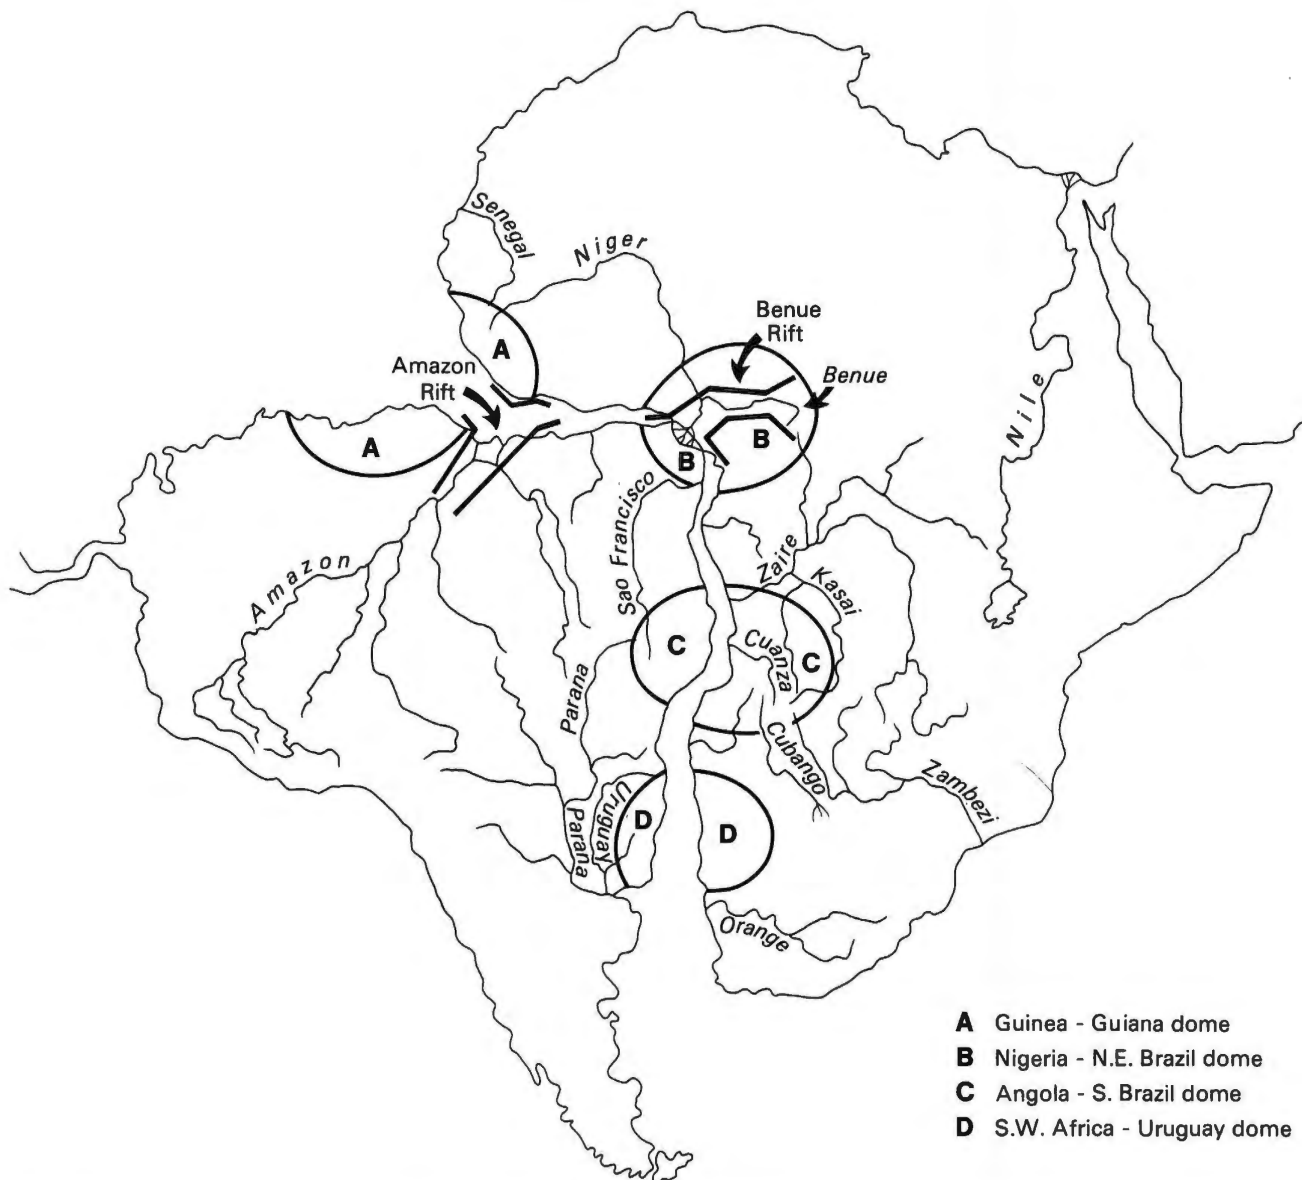 Senegal
Niger
A
Benue
Rift
Amazon
Rift
Benue
A
B
B
Nile
Sao Francisco
Amazon
Zaire
Kasai
C
Cuanza
C
Parana
Cubango
Zambezi
Uruguay
Parana
D
D
Orange
A Guinea - Guiana dome
B Nigeria - N.E. Brazil dome
C Angola - S. Brazil dome
D S.W. Africa - Uruguay dome